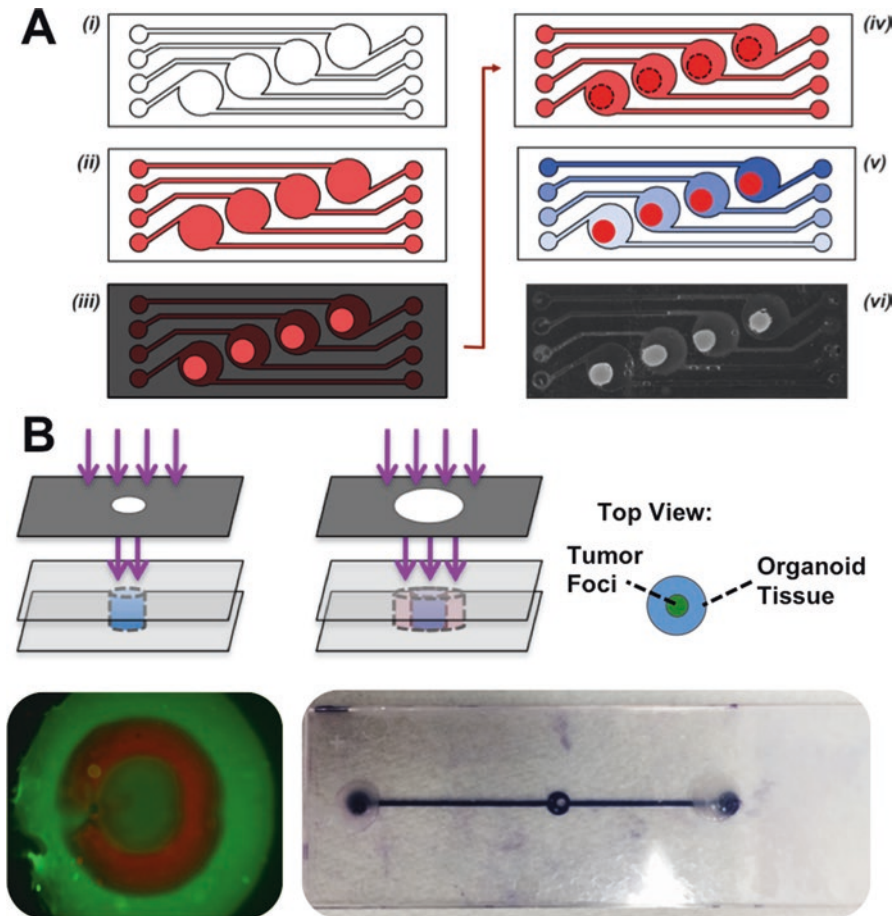 A
(i)
(iv)
(ii)
(v)
(iii)
(vi)
B
Top View:
Tumor
Foci
Organoid
Tissue